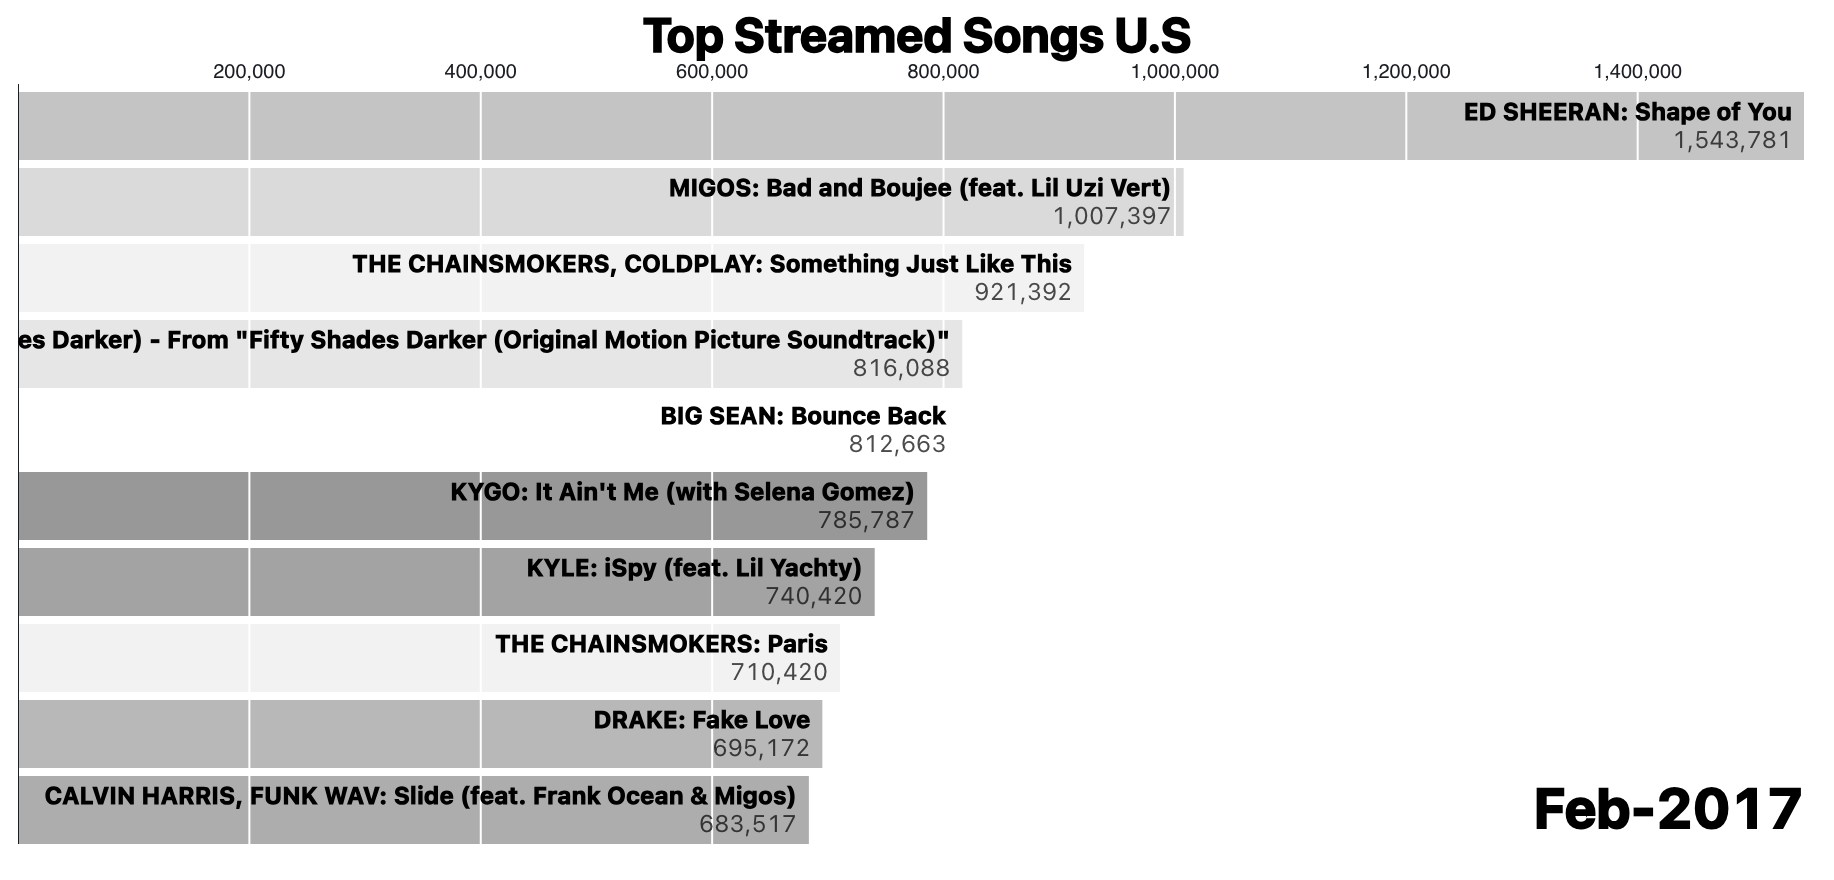 Top Streamed Songs U.S
200,000 400,000 600,000 800,000 1,000,000 1,200,000 1,400,000
ED SHEERAN: Shape of You
1,543,781
MIGOS: Bad and Boujee (feat. Lil Uzi Vert)
1,007,397
THE CHAINSMOKERS, COLDPLAY: Something Just Like This
921,392
es Darker) - From "Fifty Shades Darker (Original Motion Picture Soundtrack)"
816,088
BIG SEAN: Bounce Back
812,663
KYGO: It Ain't Me (with Selena Gomez)
785,787
KYLE: iSpy (feat. Lil Yachty)
740,420
THE CHAINSMOKERS: Paris
710,420
DRAKE: Fake Love
695,172
CALVIN HARRIS, FUNK WAV: Slide (feat. Frank Ocean & Migos)
683,517
Feb-2017